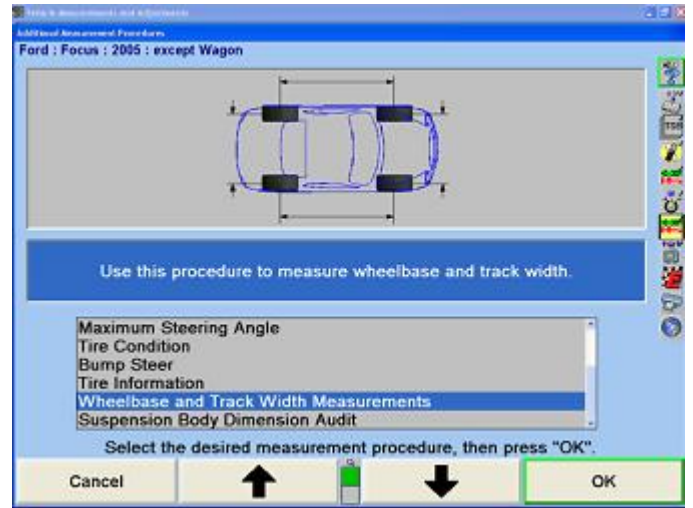 Additional Measurement Procedures
Ford : Focus : 2005 : except Wagon
TSB
Use this procedure to measure wheelbase and track width.
Maximum Steering Angle
Tire Condition
Bump Steer
Tire Information
Wheelbase and Track Width Measurements
Suspension Body Dimension Audit
Select the desired measurement procedure, then press "OK".
Cancel
OK